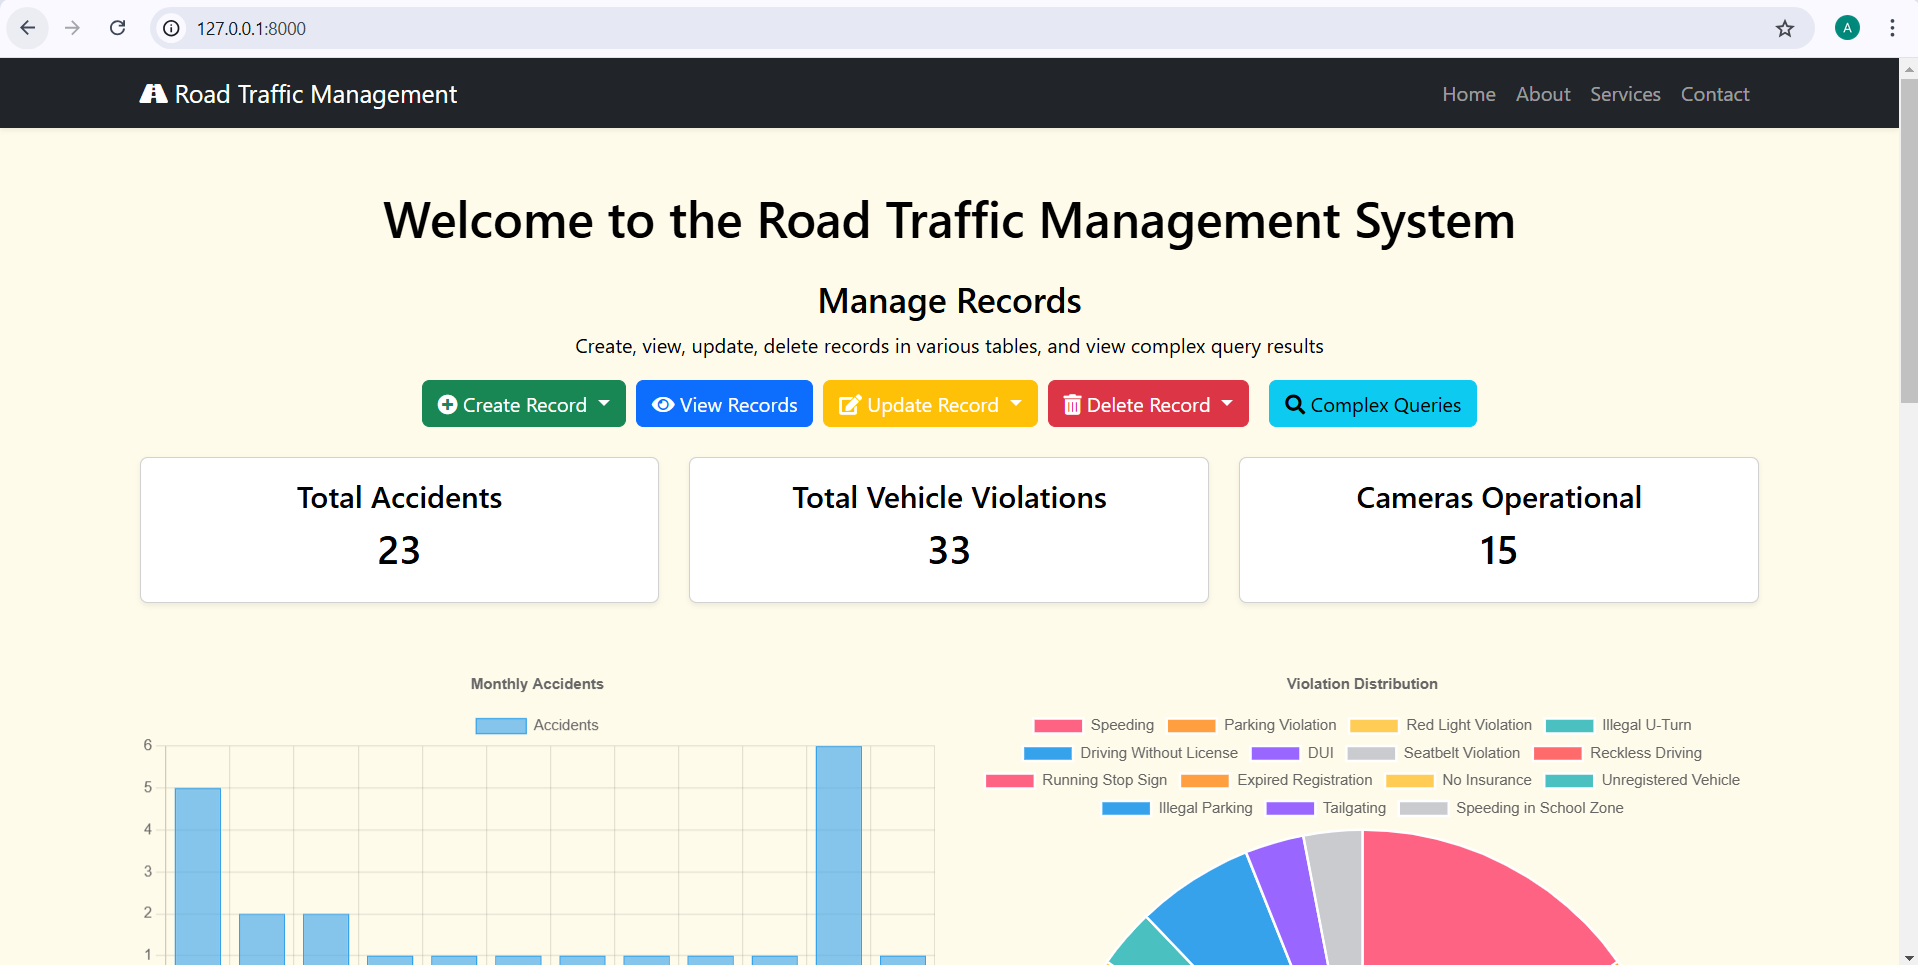 127.0.0.1:8000
A
Road Traffic Management
Home About Services Contact
Welcome to the Road Traffic Management System
Manage Records
Create, view, update, delete records in various tables, and view complex query results
Create Record View Records Update Record Delete Record Complex Queries
Total Accidents
23
Total Vehicle Violations
33
Cameras Operational
15
Monthly Accidents
Accidents
6
5
4
3
2
1
Violation Distribution
Speeding Parking Violation Red Light Violation Illegal U-Turn
Driving Without License DUI Seatbelt Violation Reckless Driving
Running Stop Sign Expired Registration No Insurance Unregistered Vehicle
Illegal Parking Tailgating Speeding in School Zone